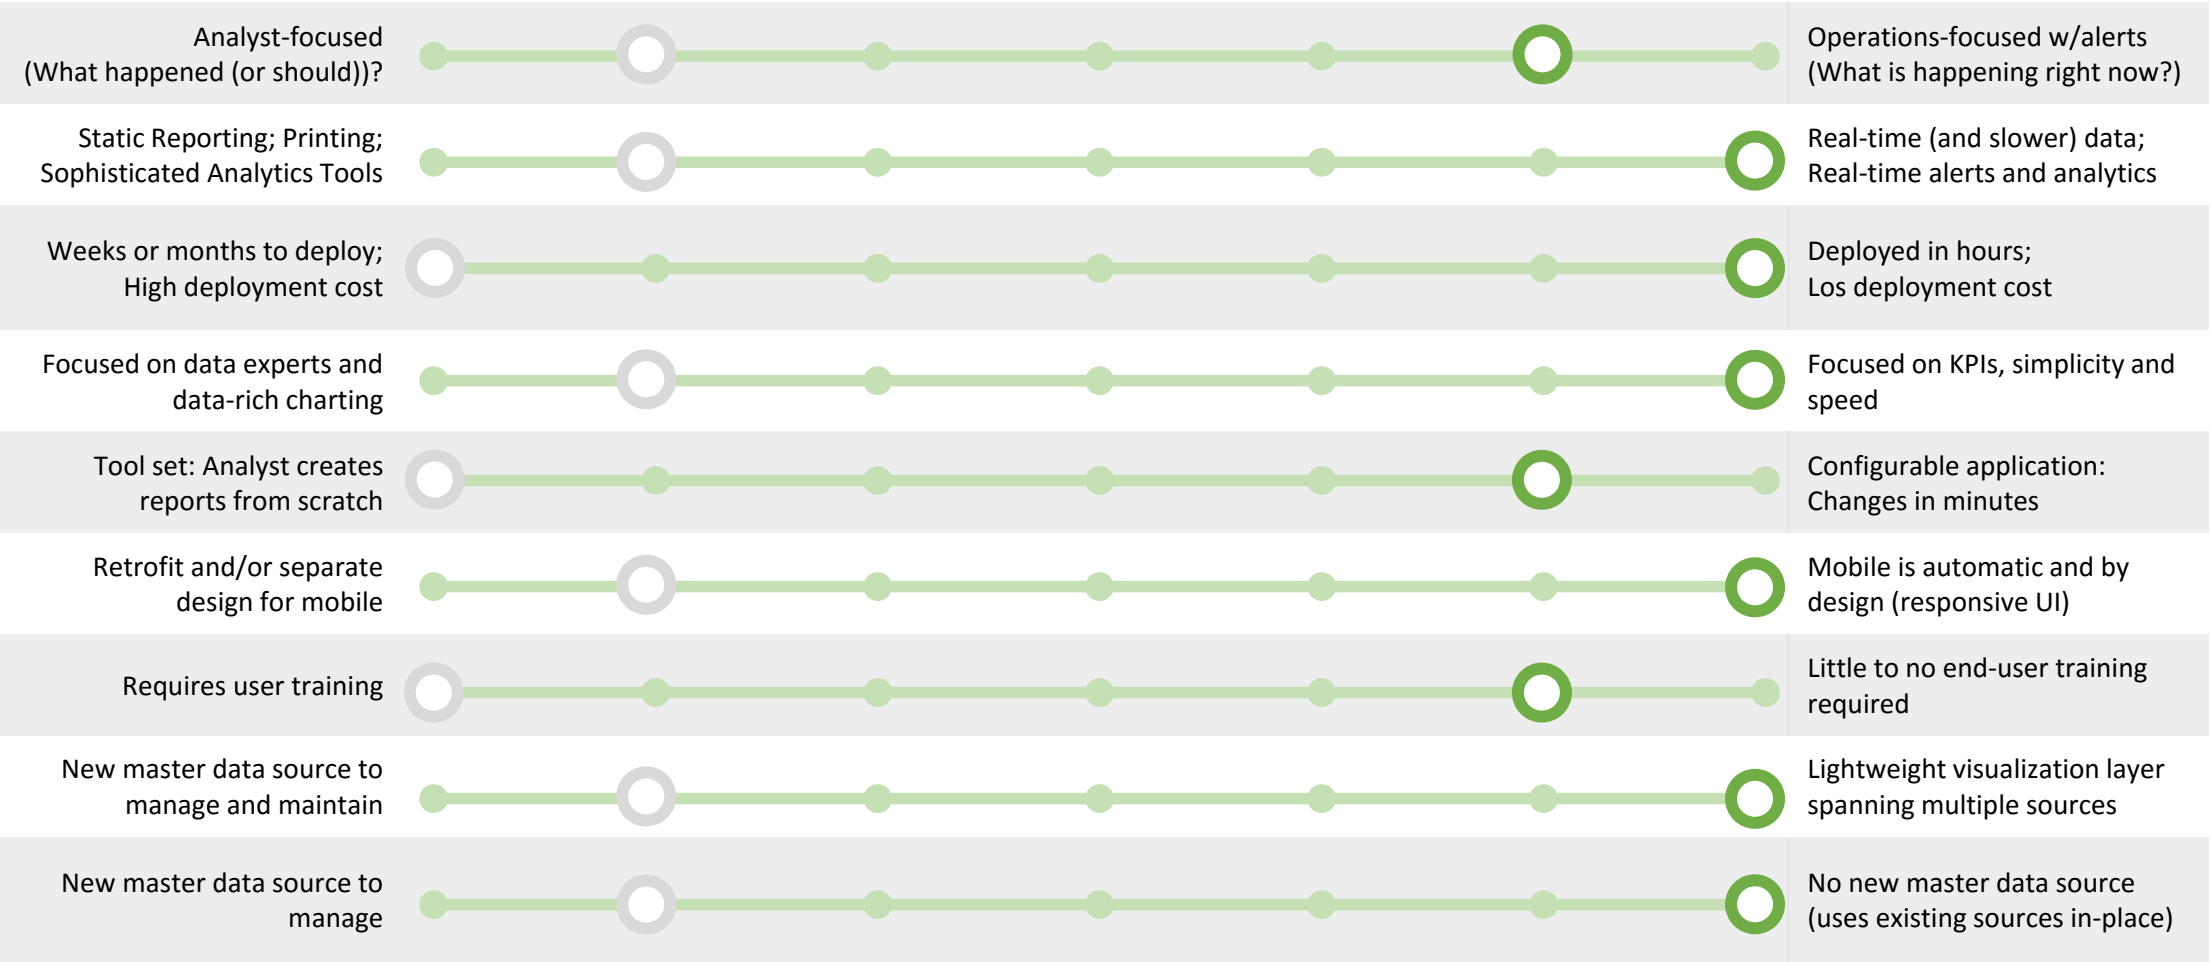 Analyst-focused
(What happened (or should))?
Operations-focused w/alerts
(What is happening right now?)
Static Reporting; Printing;
Sophisticated Analytics Tools
Real-time (and slower) data;
Real-time alerts and analytics
Weeks or months to deploy;
High deployment cost
Deployed in hours;
Los deployment cost
Focused on data experts and
data-rich charting
Focused on KPIs, simplicity and
speed
Tool set: Analyst creates
reports from scratch
Configurable application:
Changes in minutes
Retrofit and/or separate
design for mobile
Mobile is automatic and by
design (responsive UI)
Requires user training
Little to no end-user training
required
New master data source to
manage and maintain
Lightweight visualization layer
spanning multiple sources
New master data source to
manage
No new master data source
(uses existing sources in-place)